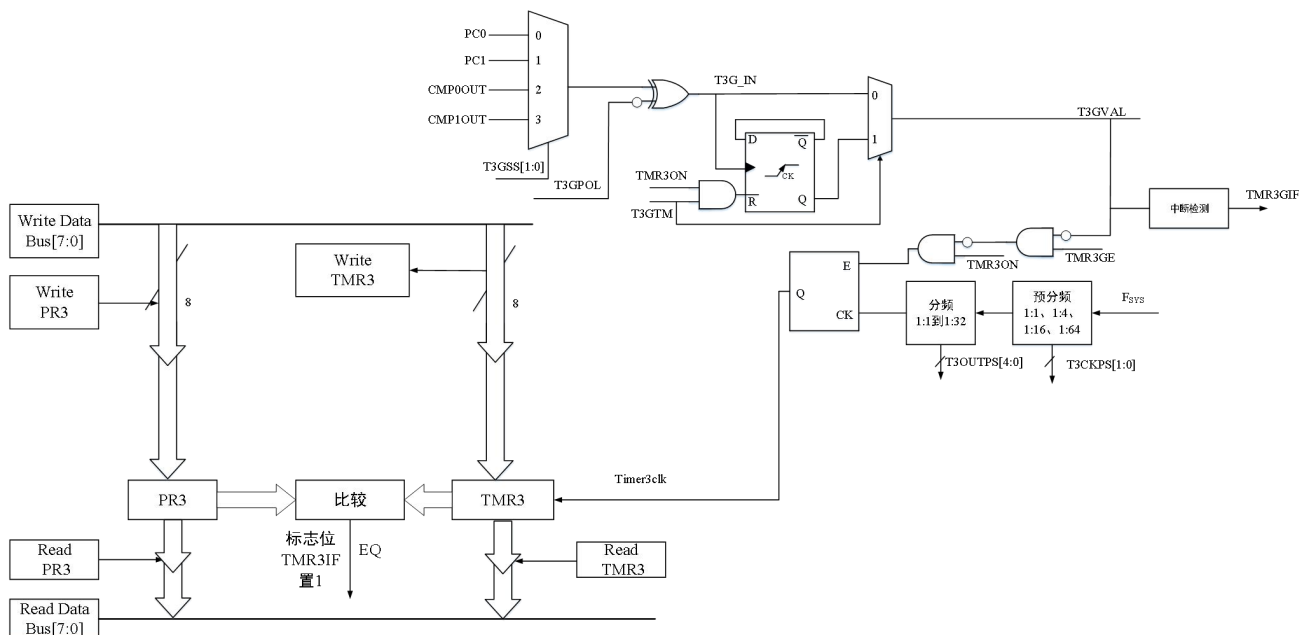 PC0
0
PC1
1
CMP0OUT
2
CMP1OUT
3
T3GSS[1:0]
T3GPOL
T3G_IN
0
1
T3GVAL
D
Q
CK
R
Q
TMR3ON
T3GTM
中断检测
TMR3GIF
TMR3ON
TMR3GE
E
Q
CK
分频
1:1到1:32
预分频
1:1、1:4、
1:16、1:64
FSYS
T3OUTPS[4:0]
T3CKPS[1:0]
Write Data
Bus[7:0]
Write
TMR3
Write
PR3
8
8
Timer3clk
PR3
比较
TMR3
标志位
TMR3IF
置1
EQ
Read
PR3
Read
TMR3
Read Data
Bus[7:0]